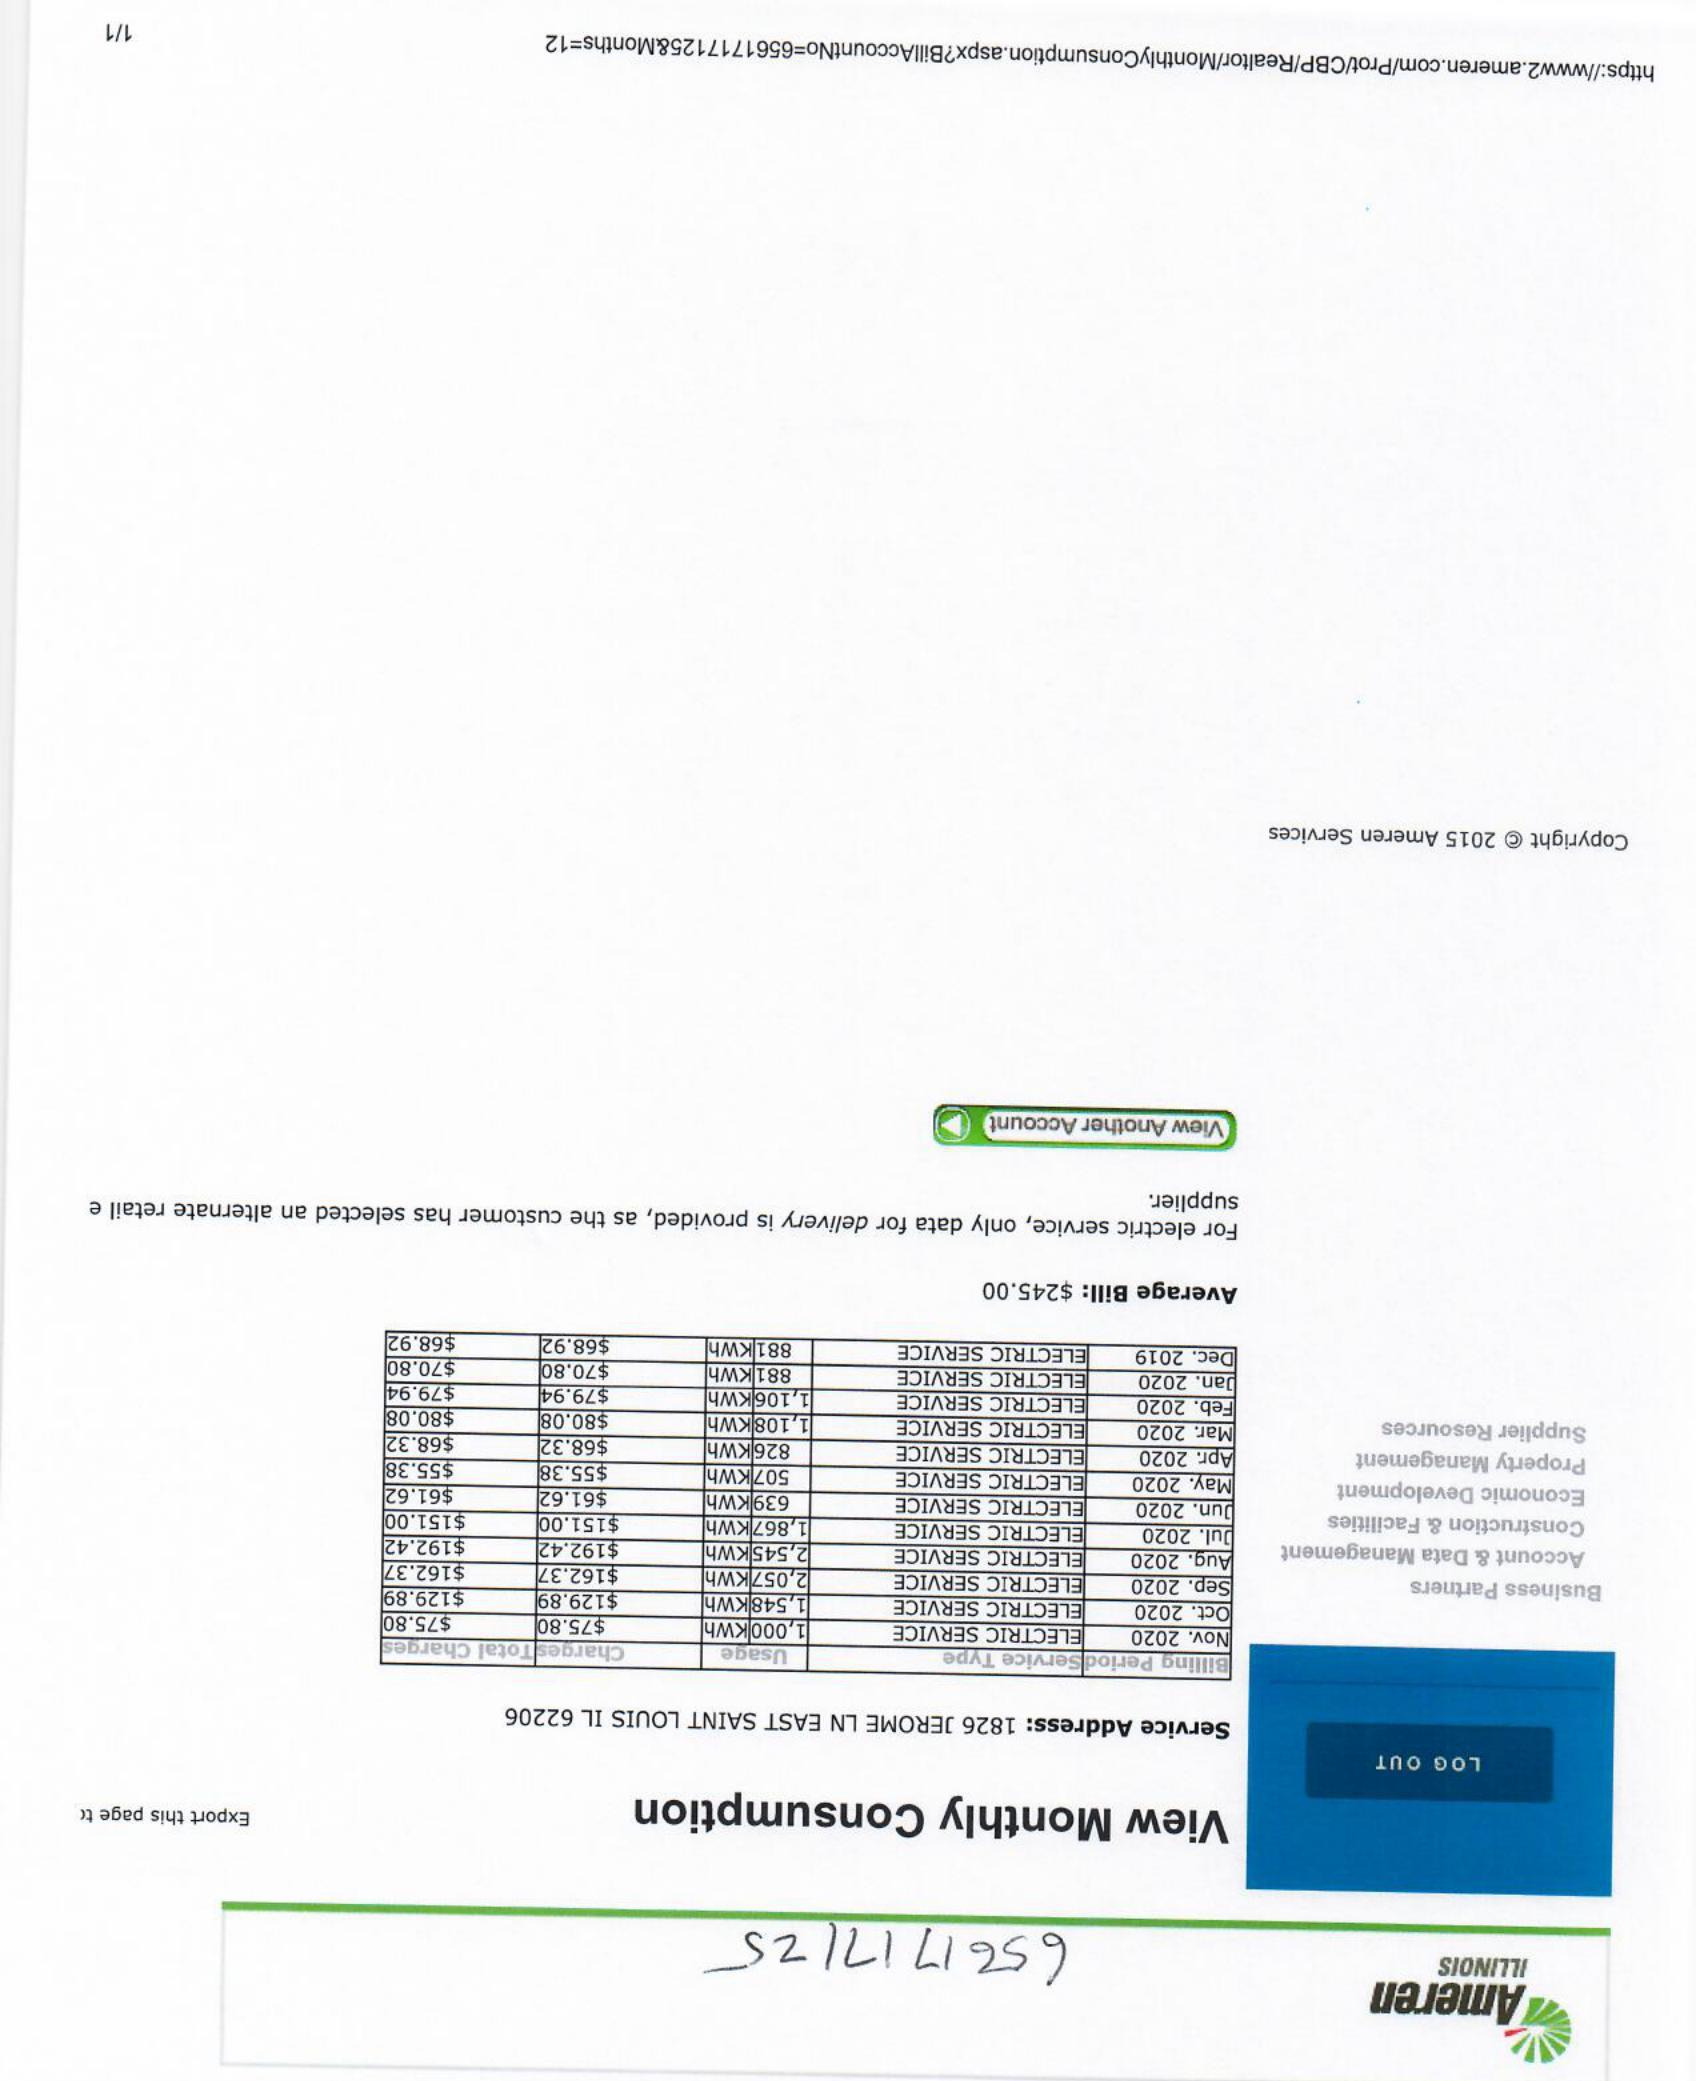 Ameren
ILLINOIS
6561717125
LOG OUT
Business Partners
Account & Data Management
Construction & Facilities
Economic Development
Property Management
Supplier Resources
View Monthly Consumption
Export this page to
Service Address: 1826 JEROME LN EAST SAINT LOUIS IL 62206
Billing Period Service Type Usage Charges Total Charges
Nov. 2020 ELECTRIC SERVICE 1,000 KWh $75.80 $75.80
Oct. 2020 ELECTRIC SERVICE 1,548 KWh $129.89 $129.89
Sep. 2020 ELECTRIC SERVICE 2,057 KWh $162.37 $162.37
Aug. 2020 ELECTRIC SERVICE 2,545 KWh $192.42 $192.42
Jul. 2020 ELECTRIC SERVICE 1,867 KWh $151.00 $151.00
Jun. 2020 ELECTRIC SERVICE 639 KWh $61.62 $61.62
May. 2020 ELECTRIC SERVICE 507 KWh $55.38 $55.38
Apr. 2020 ELECTRIC SERVICE 826 KWh $68.32 $68.32
Mar. 2020 ELECTRIC SERVICE 1,108 KWh $80.08 $80.08
Feb. 2020 ELECTRIC SERVICE 1,106 KWh $79.94 $79.94
Jan. 2020 ELECTRIC SERVICE 881 KWh $70.80 $70.80
Dec. 2019 ELECTRIC SERVICE 881 KWh $68.92 $68.92
Average Bill: $245.00
For electric service, only data for delivery is provided, as the customer has selected an alternate retail e
supplier.
View Another Account
Copyright © 2015 Ameren Services
https://www2.ameren.com/Prot/CBP/Realtor/MonthlyConsumption.aspx?BillAccountNo=6561717125&Months=12
1/1